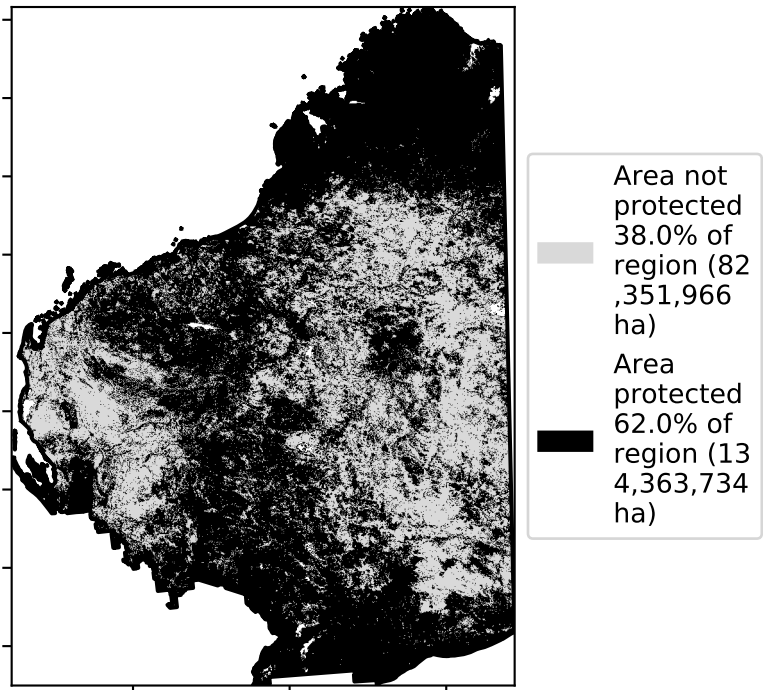 Area not
protected
38.0% of
region (82
,351,966
ha)
Area
protected
62.0% of
region (13
4,363,734
ha)